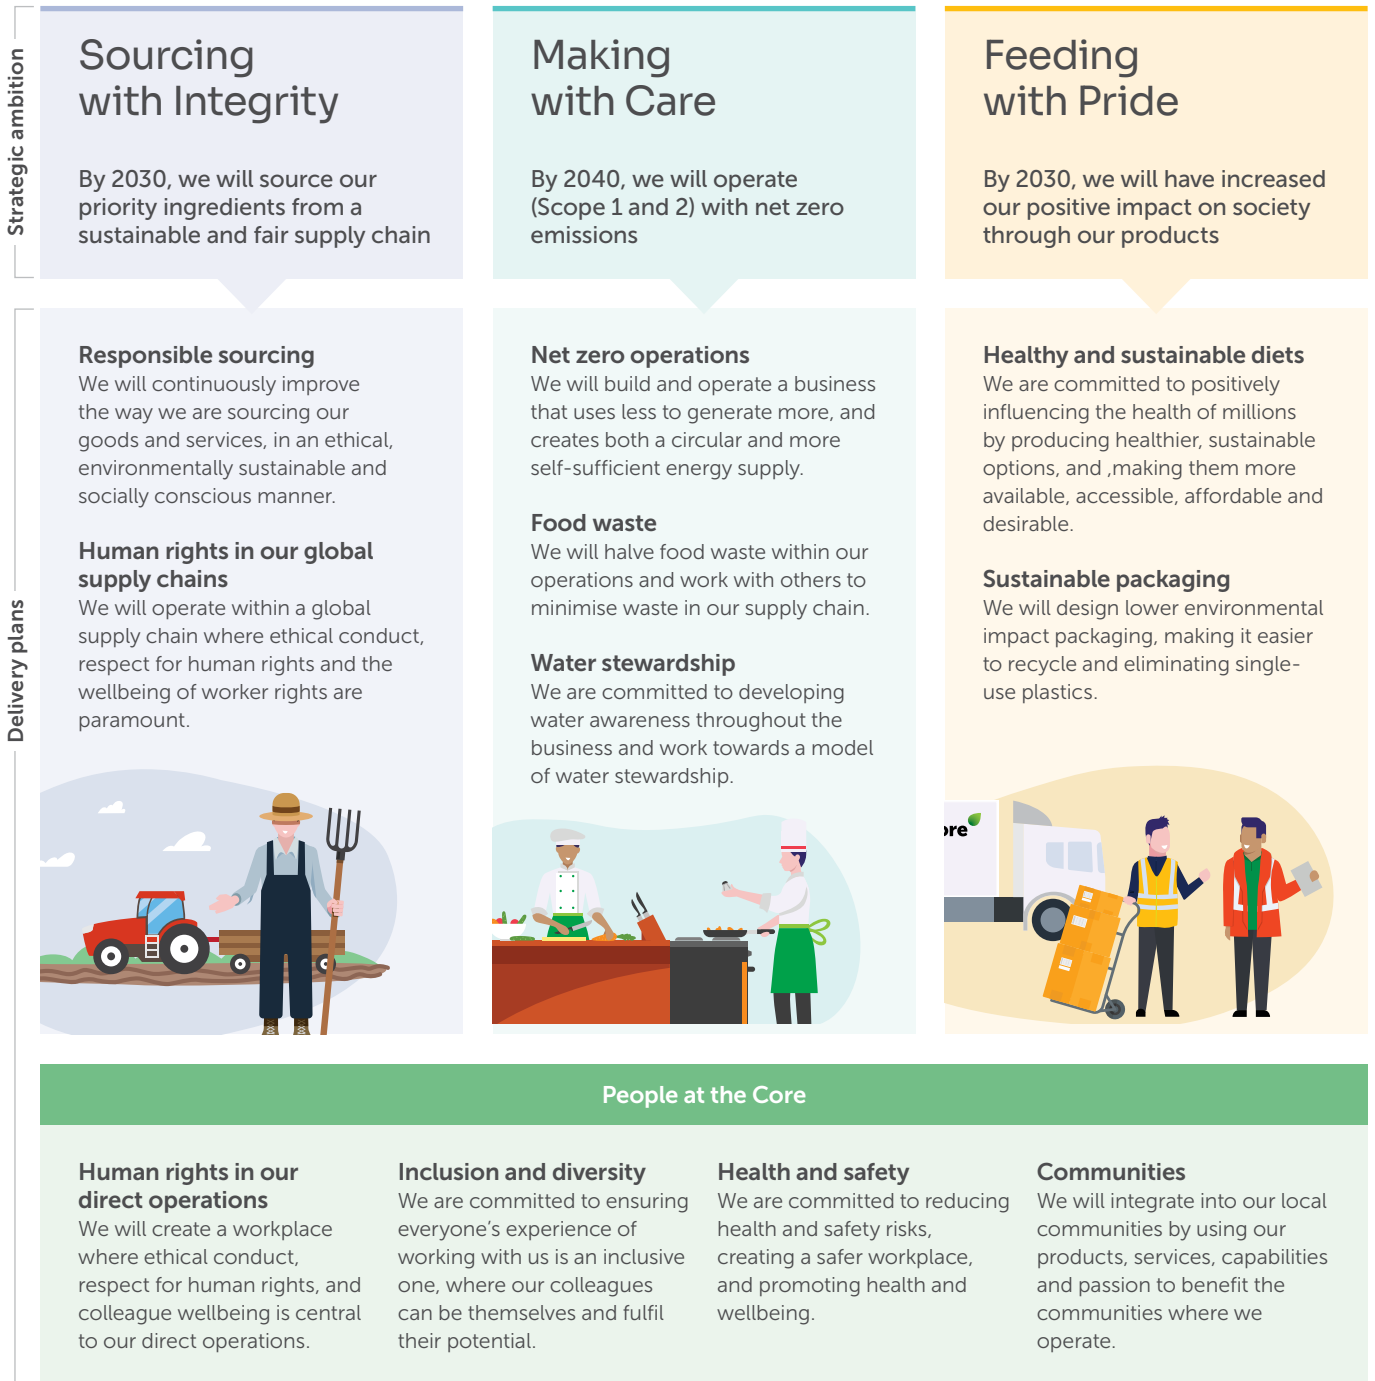 Strategic ambition
Sourcing
with Integrity
By 2030, we will source our
priority ingredients from a
sustainable and fair supply chain
Making
with Care
By 2040, we will operate
(Scope 1 and 2) with net zero
emissions
Feeding
with Pride
By 2030, we will have increased
our positive impact on society
through our products
Delivery plans
Responsible sourcing
We will continuously improve
the way we are sourcing our
goods and services, in an ethical,
environmentally sustainable and
socially conscious manner.
Human rights in our global
supply chains
We will operate within a global
supply chain where ethical conduct,
respect for human rights and the
wellbeing of worker rights are
paramount.
Net zero operations
We will build and operate a business
that uses less to generate more, and
creates both a circular and more
self-sufficient energy supply.
Food waste
We will halve food waste within our
operations and work with others to
minimise waste in our supply chain.
Water stewardship
We are committed to developing
water awareness throughout the
business and work towards a model
of water stewardship.
Healthy and sustainable diets
We are committed to positively
influencing the health of millions
by producing healthier, sustainable
options, and ,making them more
available, accessible, affordable and
desirable.
Sustainable packaging
We will design lower environmental
impact packaging, making it easier
to recycle and eliminating single-
use plastics.
ore
People at the Core
Human rights in our
direct operations
We will create a workplace
where ethical conduct,
respect for human rights, and
colleague wellbeing is central
to our direct operations.
Inclusion and diversity
We are committed to ensuring
everyone's experience of
working with us is an inclusive
one, where our colleagues
can be themselves and fulfil
their potential.
Health and safety
We are committed to reducing
health and safety risks,
creating a safer workplace,
and promoting health and
wellbeing.
Communities
We will integrate into our local
communities by using our
products, services, capabilities
and passion to benefit the
communities where we
operate.